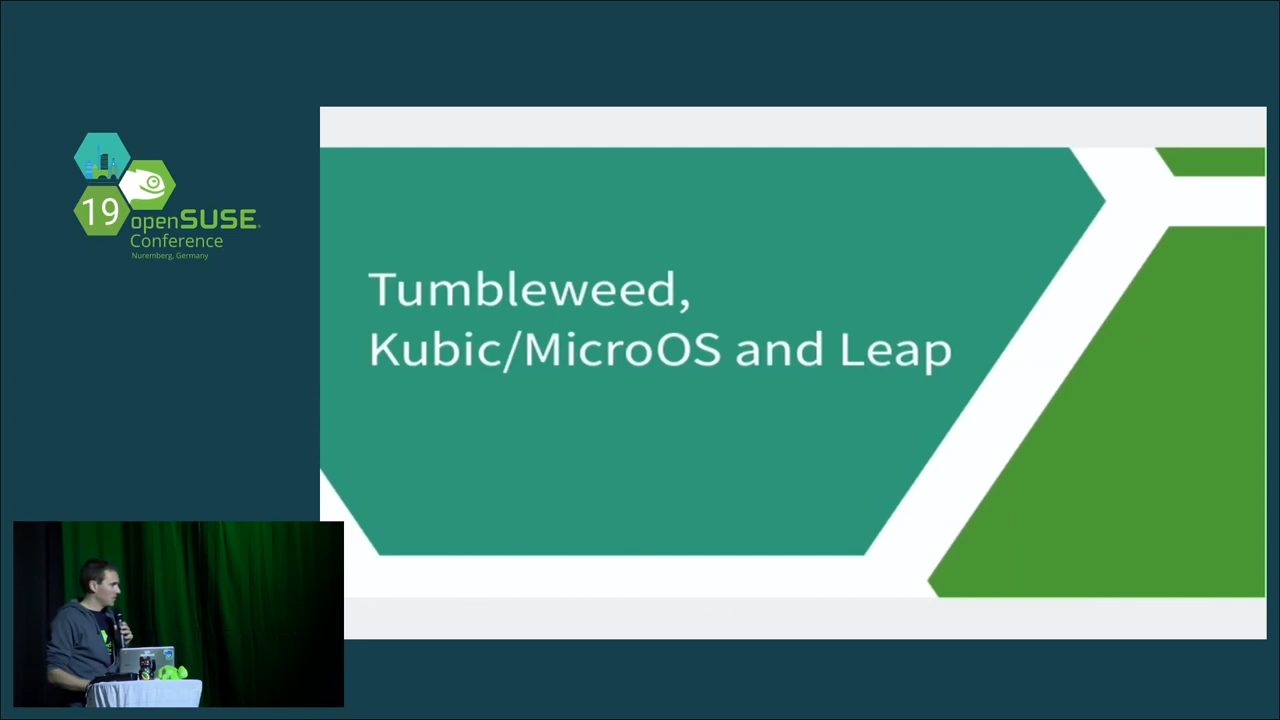 19
openSUSE
Conference
Nuremberg, Germany
Tumbleweed,
Kubic/MicroOS and Leap